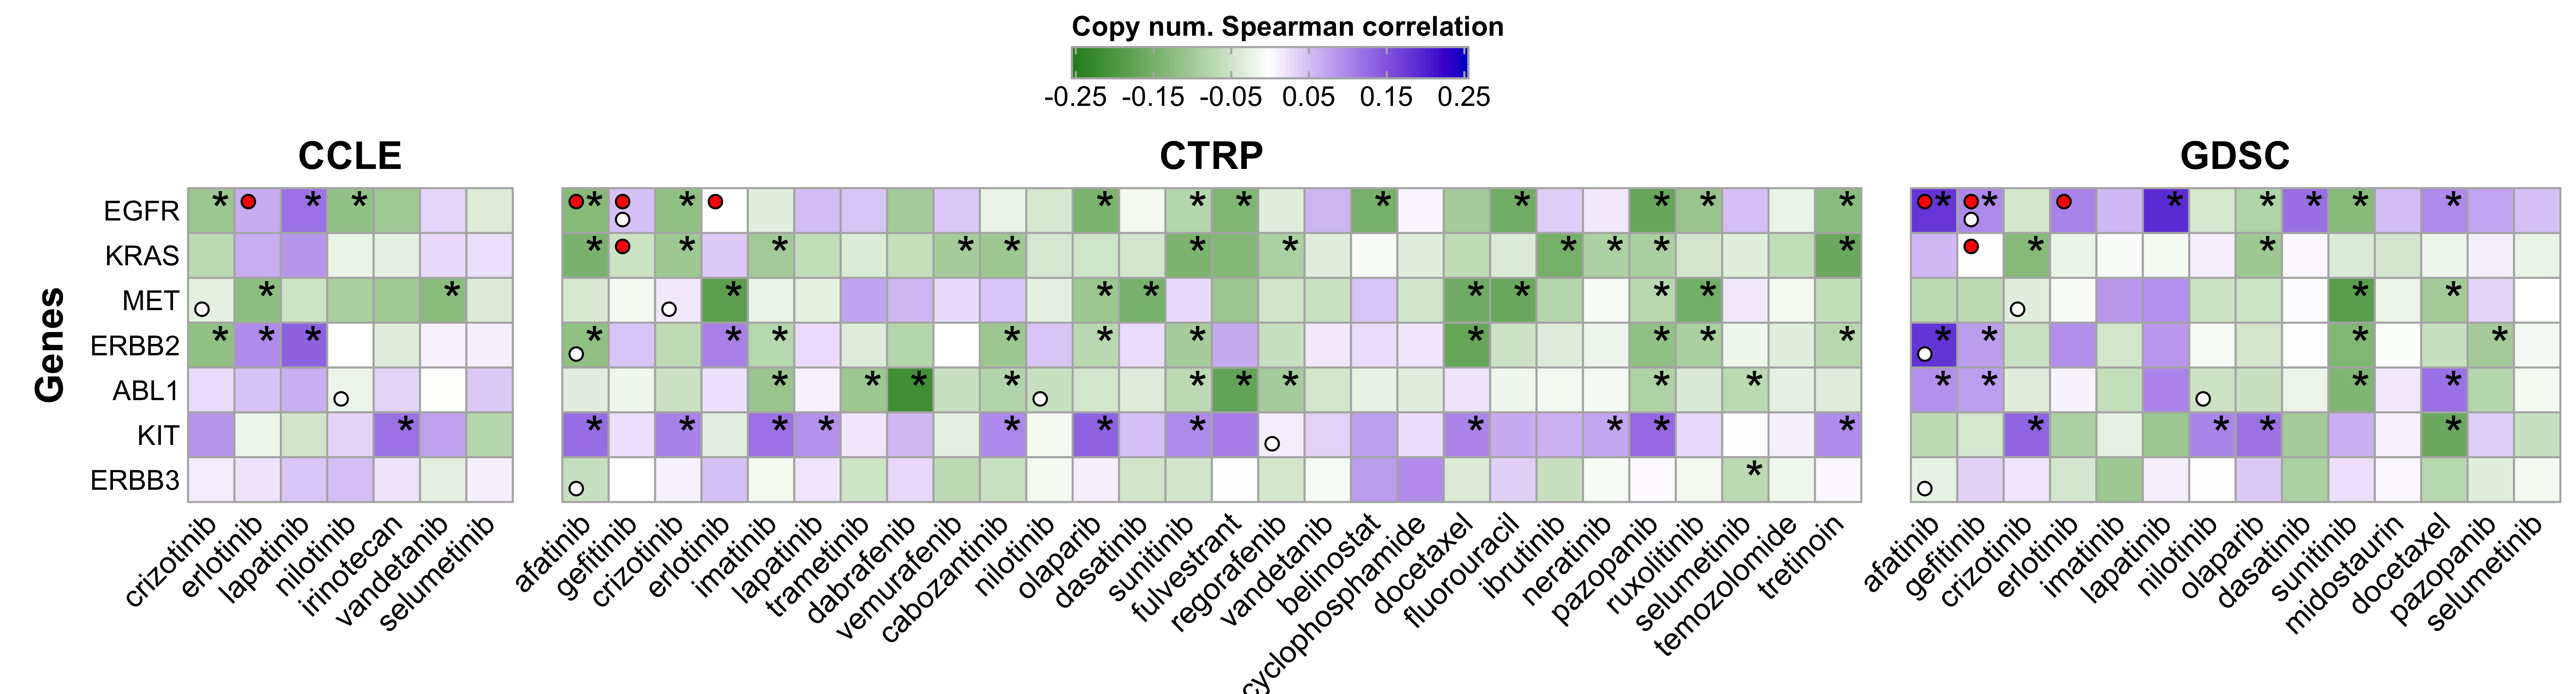 Copy num. Spearman correlation
-0.25 -0.15 -0.05 0.05 0.15 0.25
CCLE CTRP GDSC
Genes
EGFR
KRAS
MET
ERBB2
ABL1
KIT
ERBB3
crizotinib erlotinib lapatinib nilotinib irinotecan vandetanib selumetinib
afatinib gefitinib crizotinib erlotinib imatinib lapatinib trametinib dabrafenib vemurafenib cabozantinib nilotinib olaparib dasatinib sunitinib fulvestrant regorafenib vandetanib belinostat cyclophosphamide docetaxel fluorouracil ibrutinib neratinib pazopanib ruxolitinib selumetinib temozolomide tretinoin
afatinib gefitinib crizotinib erlotinib imatinib lapatinib nilotinib olaparib dasatinib sunitinib midostaurin docetaxel pazopanib selumetinib